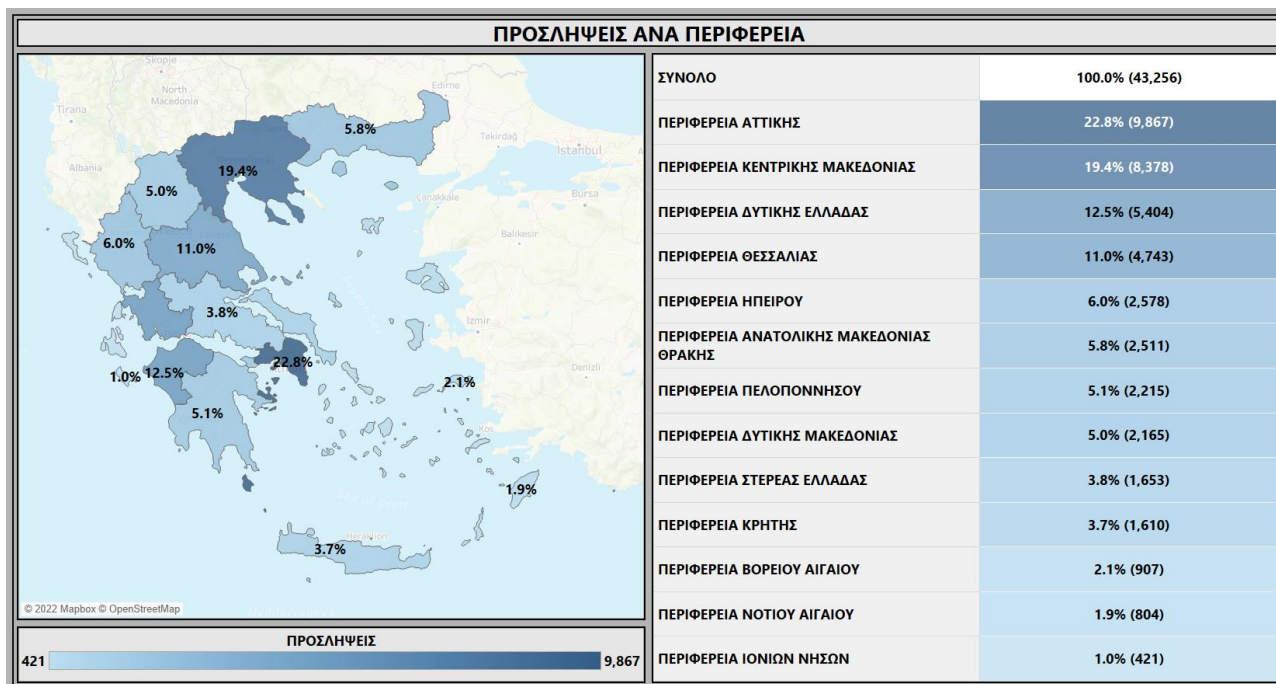 ΠΡΟΣΛΗΨΕΙΣ ΑΝΑ ΠΕΡΙΦΕΡΕΙΑ
Skopje
North
Macedonia
Tirana
Albania
Edirne
Tekirdağ
İstanbul
Çanakkale
Bursa
Balıkesir
İzmir
Denizli
Kos
Sea of Crete
Heraklion
5.8%
19.4%
5.0%
6.0%
11.0%
3.8%
22.8%
1.0%
12.5%
2.1%
5.1%
1.9%
3.7%
© 2022 Mapbox © OpenStreetMap
ΠΡΟΣΛΗΨΕΙΣ
421
9,867
ΣΥΝΟΛΟ 100.0% (43,256)
ΠΕΡΙΦΕΡΕΙΑ ΑΤΤΙΚΗΣ 22.8% (9,867)
ΠΕΡΙΦΕΡΕΙΑ ΚΕΝΤΡΙΚΗΣ ΜΑΚΕΔΟΝΙΑΣ 19.4% (8,378)
ΠΕΡΙΦΕΡΕΙΑ ΔΥΤΙΚΗΣ ΕΛΛΑΔΑΣ 12.5% (5,404)
ΠΕΡΙΦΕΡΕΙΑ ΘΕΣΣΑΛΙΑΣ 11.0% (4,743)
ΠΕΡΙΦΕΡΕΙΑ ΗΠΕΙΡΟΥ 6.0% (2,578)
ΠΕΡΙΦΕΡΕΙΑ ΑΝΑΤΟΛΙΚΗΣ ΜΑΚΕΔΟΝΙΑΣ
ΘΡΑΚΗΣ 5.8% (2,511)
ΠΕΡΙΦΕΡΕΙΑ ΠΕΛΟΠΟΝΝΗΣΟΥ 5.1% (2,215)
ΠΕΡΙΦΕΡΕΙΑ ΔΥΤΙΚΗΣ ΜΑΚΕΔΟΝΙΑΣ 5.0% (2,165)
ΠΕΡΙΦΕΡΕΙΑ ΣΤΕΡΕΑΣ ΕΛΛΑΔΑΣ 3.8% (1,653)
ΠΕΡΙΦΕΡΕΙΑ ΚΡΗΤΗΣ 3.7% (1,610)
ΠΕΡΙΦΕΡΕΙΑ ΒΟΡΕΙΟΥ ΑΙΓΑΙΟΥ 2.1% (907)
ΠΕΡΙΦΕΡΕΙΑ ΝΟΤΙΟΥ ΑΙΓΑΙΟΥ 1.9% (804)
ΠΕΡΙΦΕΡΕΙΑ ΙΟΝΙΩΝ ΝΗΣΩΝ 1.0% (421)